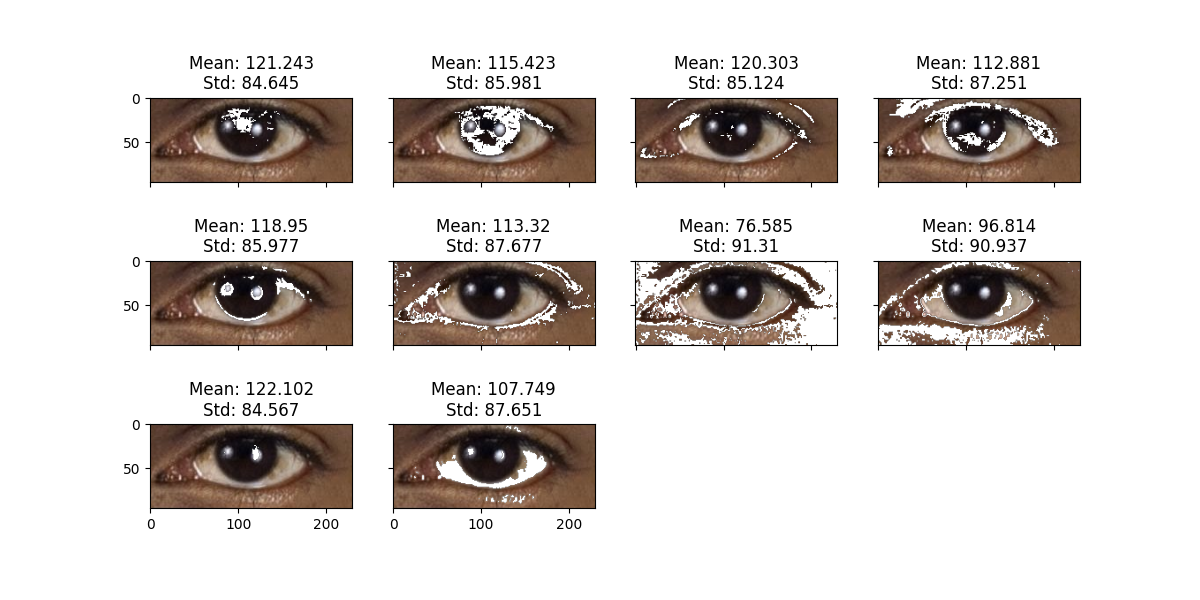 Mean: 121.243
Std: 84.645
Mean: 115.423
Std: 85.981
Mean: 120.303
Std: 85.124
Mean: 112.881
Std: 87.251
0
50
Mean: 118.95
Std: 85.977
Mean: 113.32
Std: 87.677
Mean: 76.585
Std: 91.31
Mean: 96.814
Std: 90.937
0
50
Mean: 122.102
Std: 84.567
Mean: 107.749
Std: 87.651
0
50
0 100 200
0 100 200